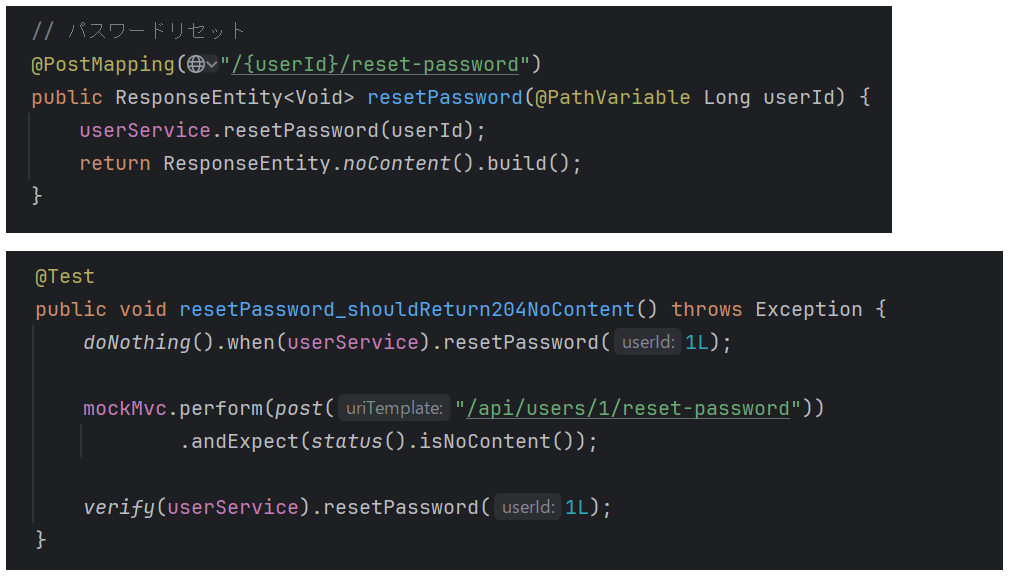 // パスワードリセット
@PostMapping("/{userId}/reset-password")
public ResponseEntity<Void> resetPassword(@PathVariable Long userId) {
userService.resetPassword(userId);
return ResponseEntity.noContent().build();
}
@Test
public void resetPassword_shouldReturn204NoContent() throws Exception {
doNothing().when(userService).resetPassword( userId: 1L);
mockMvc.perform(post( uriTemplate: "/api/users/1/reset-password"))
.andExpect(status().isNoContent());
verify(userService).resetPassword( userId: 1L);
}